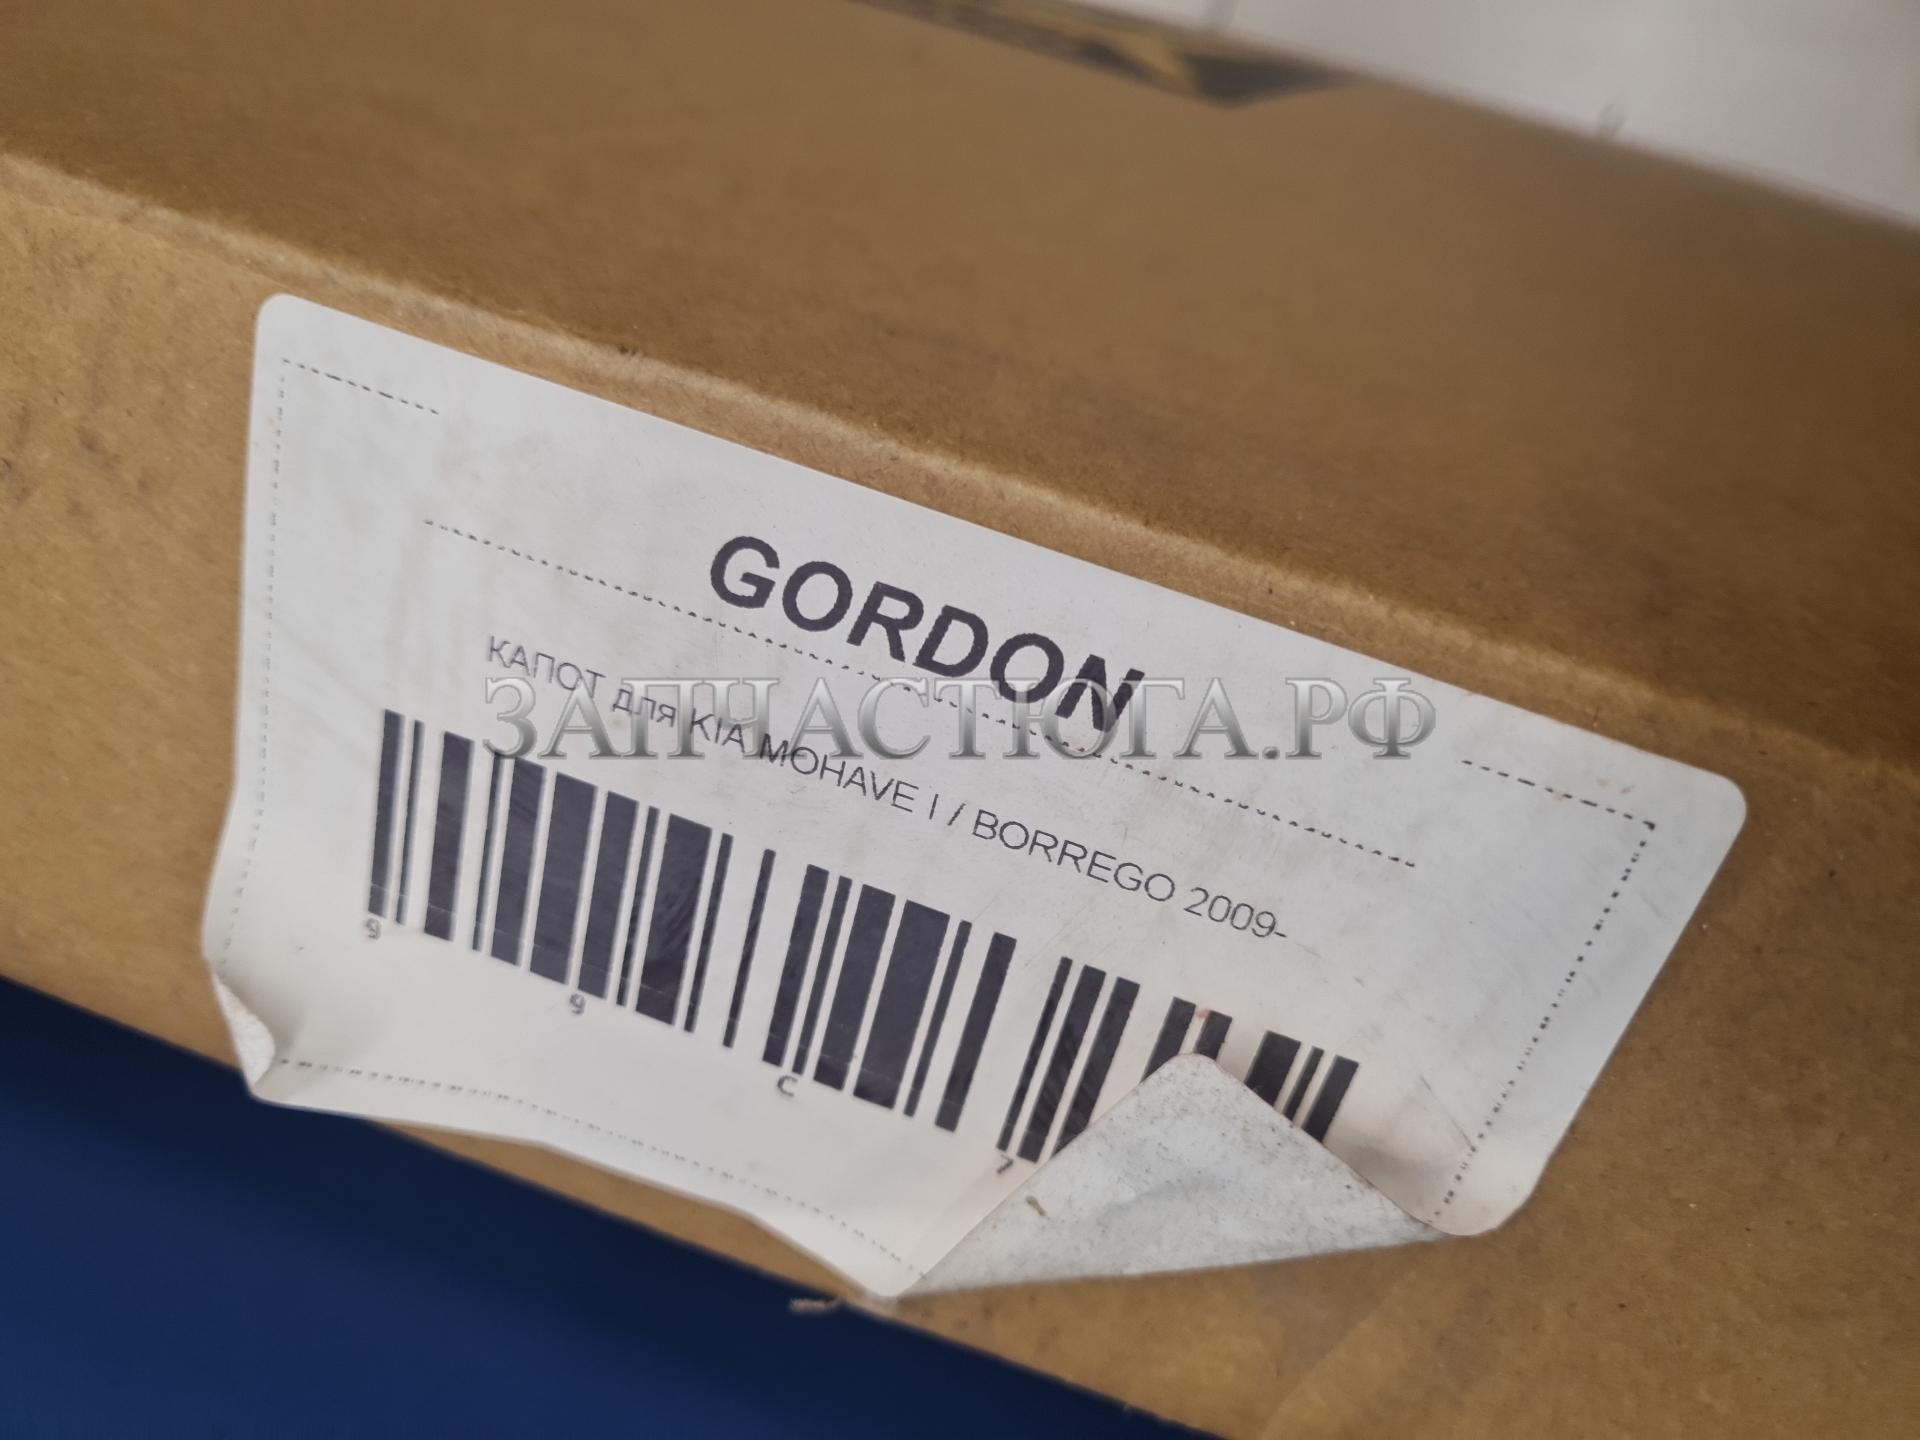 GORDON
КАПОТ для KIA MOHAVE I / BORREGO 2009-
ЗАПЧАСТЮГА.РФ
9 9 C 7